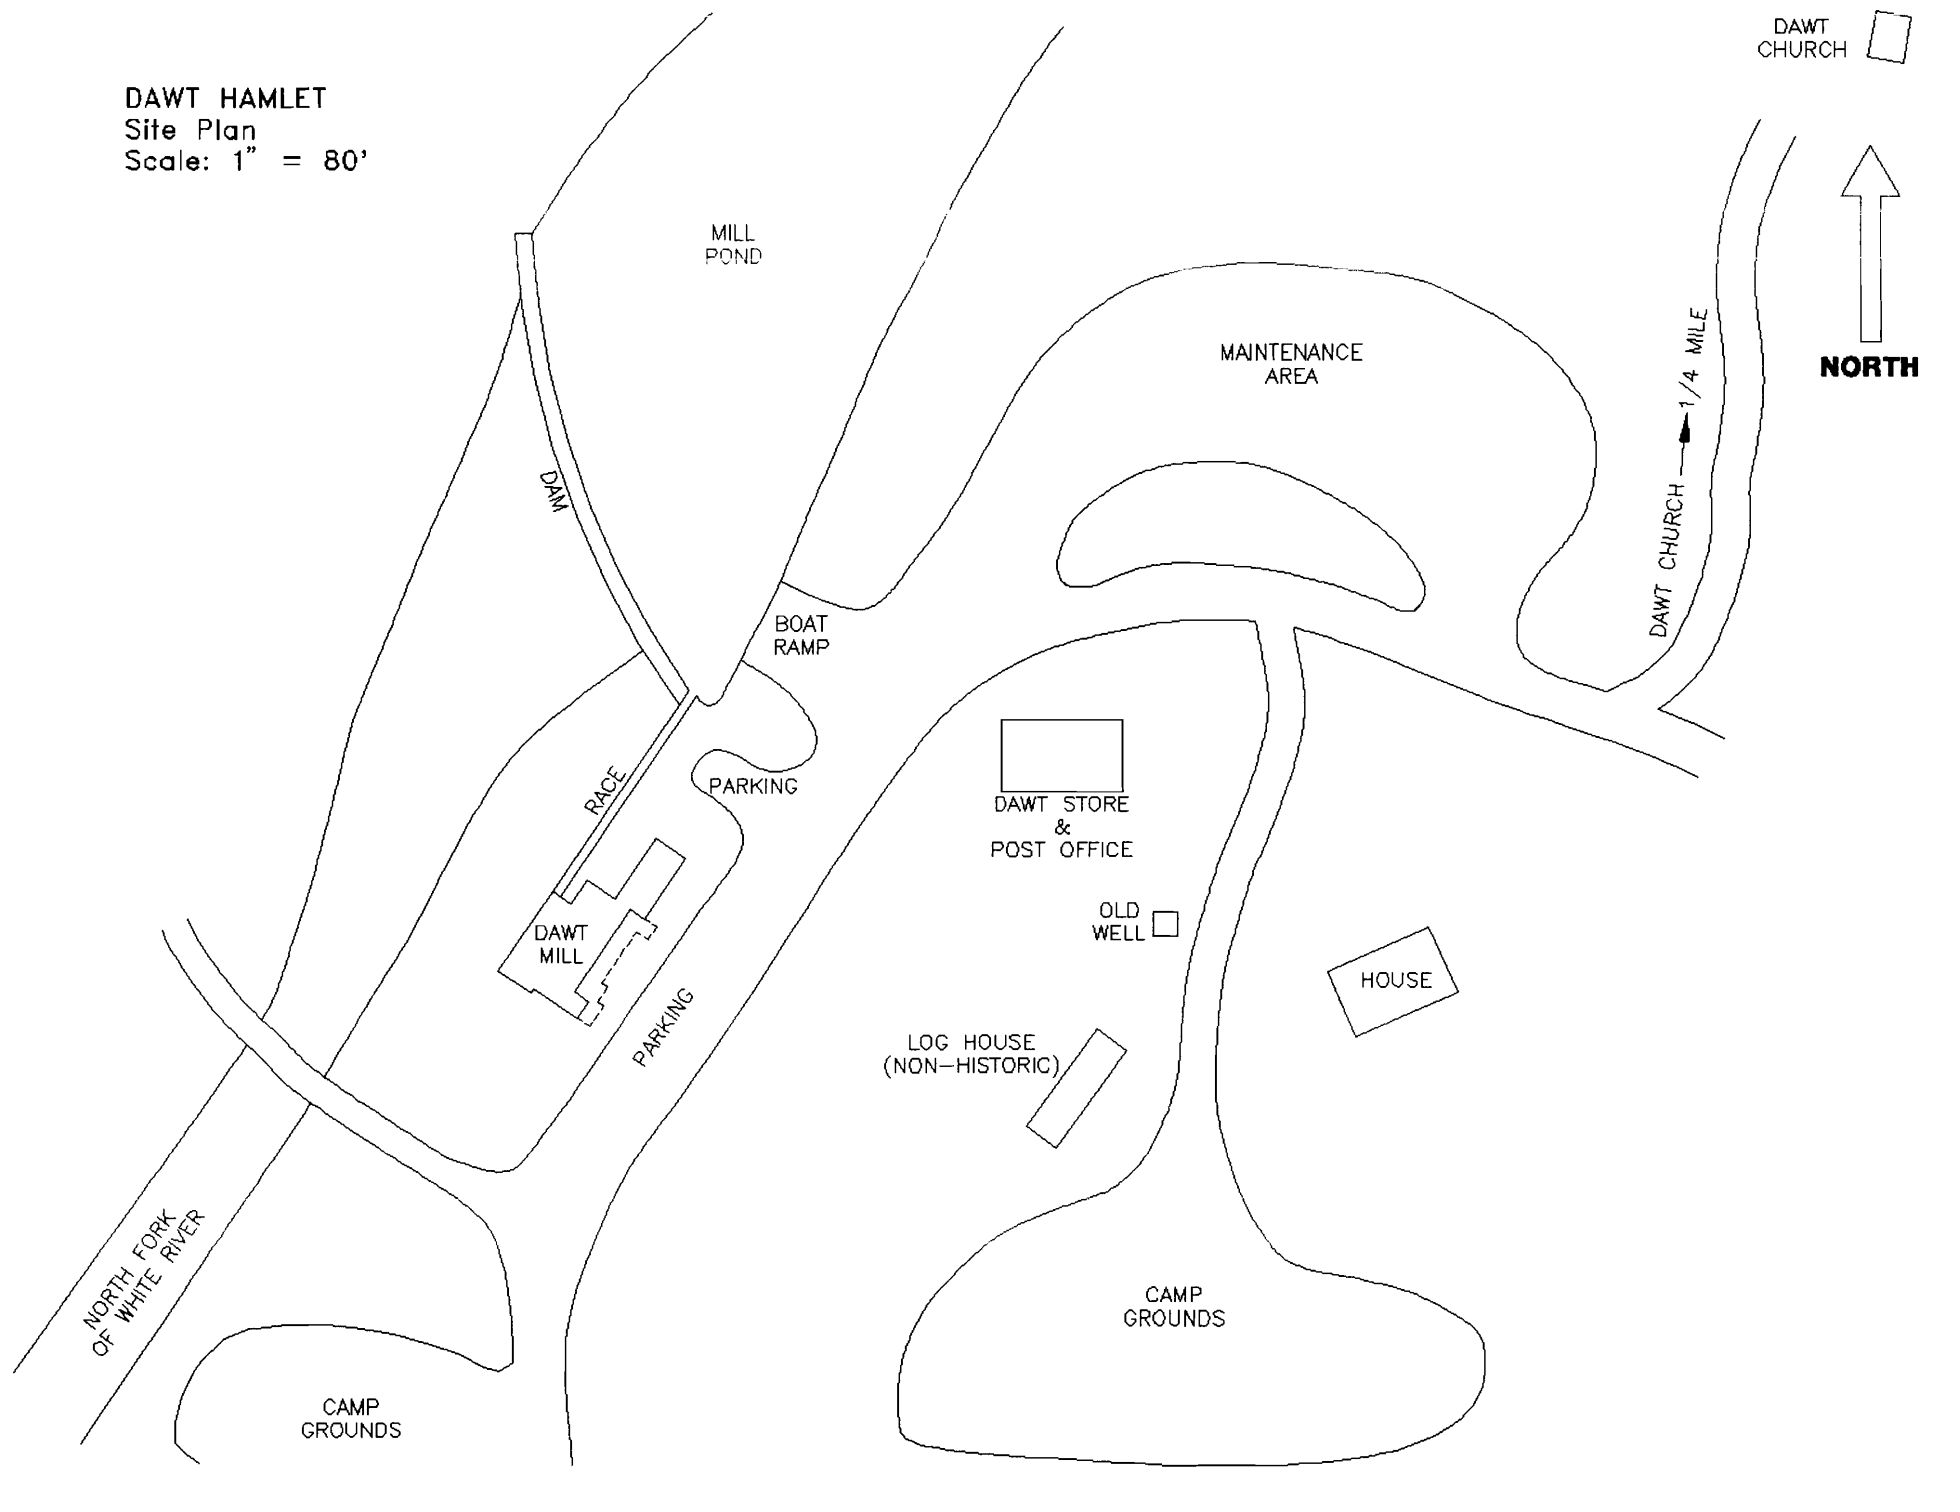 DAWT HAMLET
Site Plan
Scale: 1" = 80'
DAWT
CHURCH
NORTH
MILL
POND
MAINTENANCE
AREA
DAWT CHURCH 1/4 MILE
DAM
BOAT
RAMP
RACE
PARKING
DAWT STORE
&
POST OFFICE
OLD
WELL
DAWT
MILL
HOUSE
PARKING
LOG HOUSE
(NON-HISTORIC)
NORTH FORK
OF WHITE RIVER
CAMP
GROUNDS
CAMP
GROUNDS